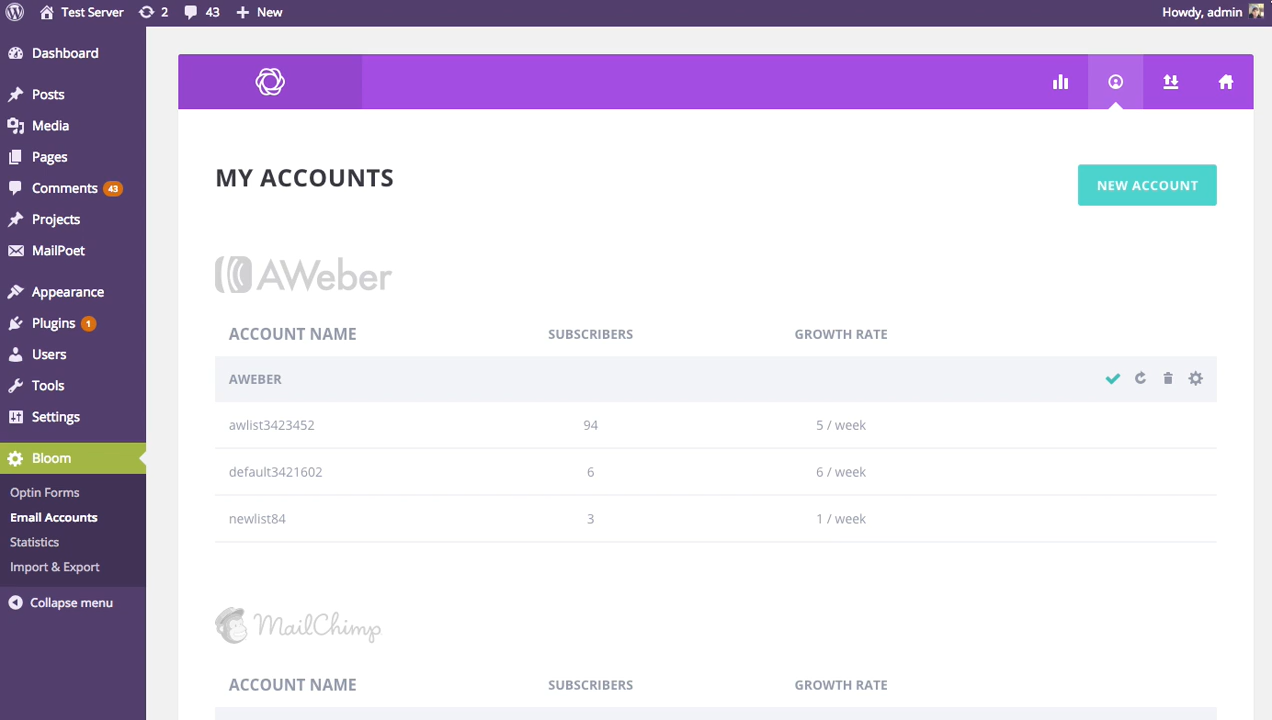 Test Server 2 43 New Howdy, admin
Dashboard
Posts
Media
Pages
Comments 43
Projects
MailPoet
Appearance
Plugins 1
Users
Tools
Settings
Bloom
Optin Forms
Email Accounts
Statistics
Import & Export
Collapse menu
MY ACCOUNTS
NEW ACCOUNT
AWeber
ACCOUNT NAME SUBSCRIBERS GROWTH RATE
AWEBER
awlist3423452 94 5 / week
default3421602 6 6 / week
newlist84 3 1 / week
MailChimp
ACCOUNT NAME SUBSCRIBERS GROWTH RATE